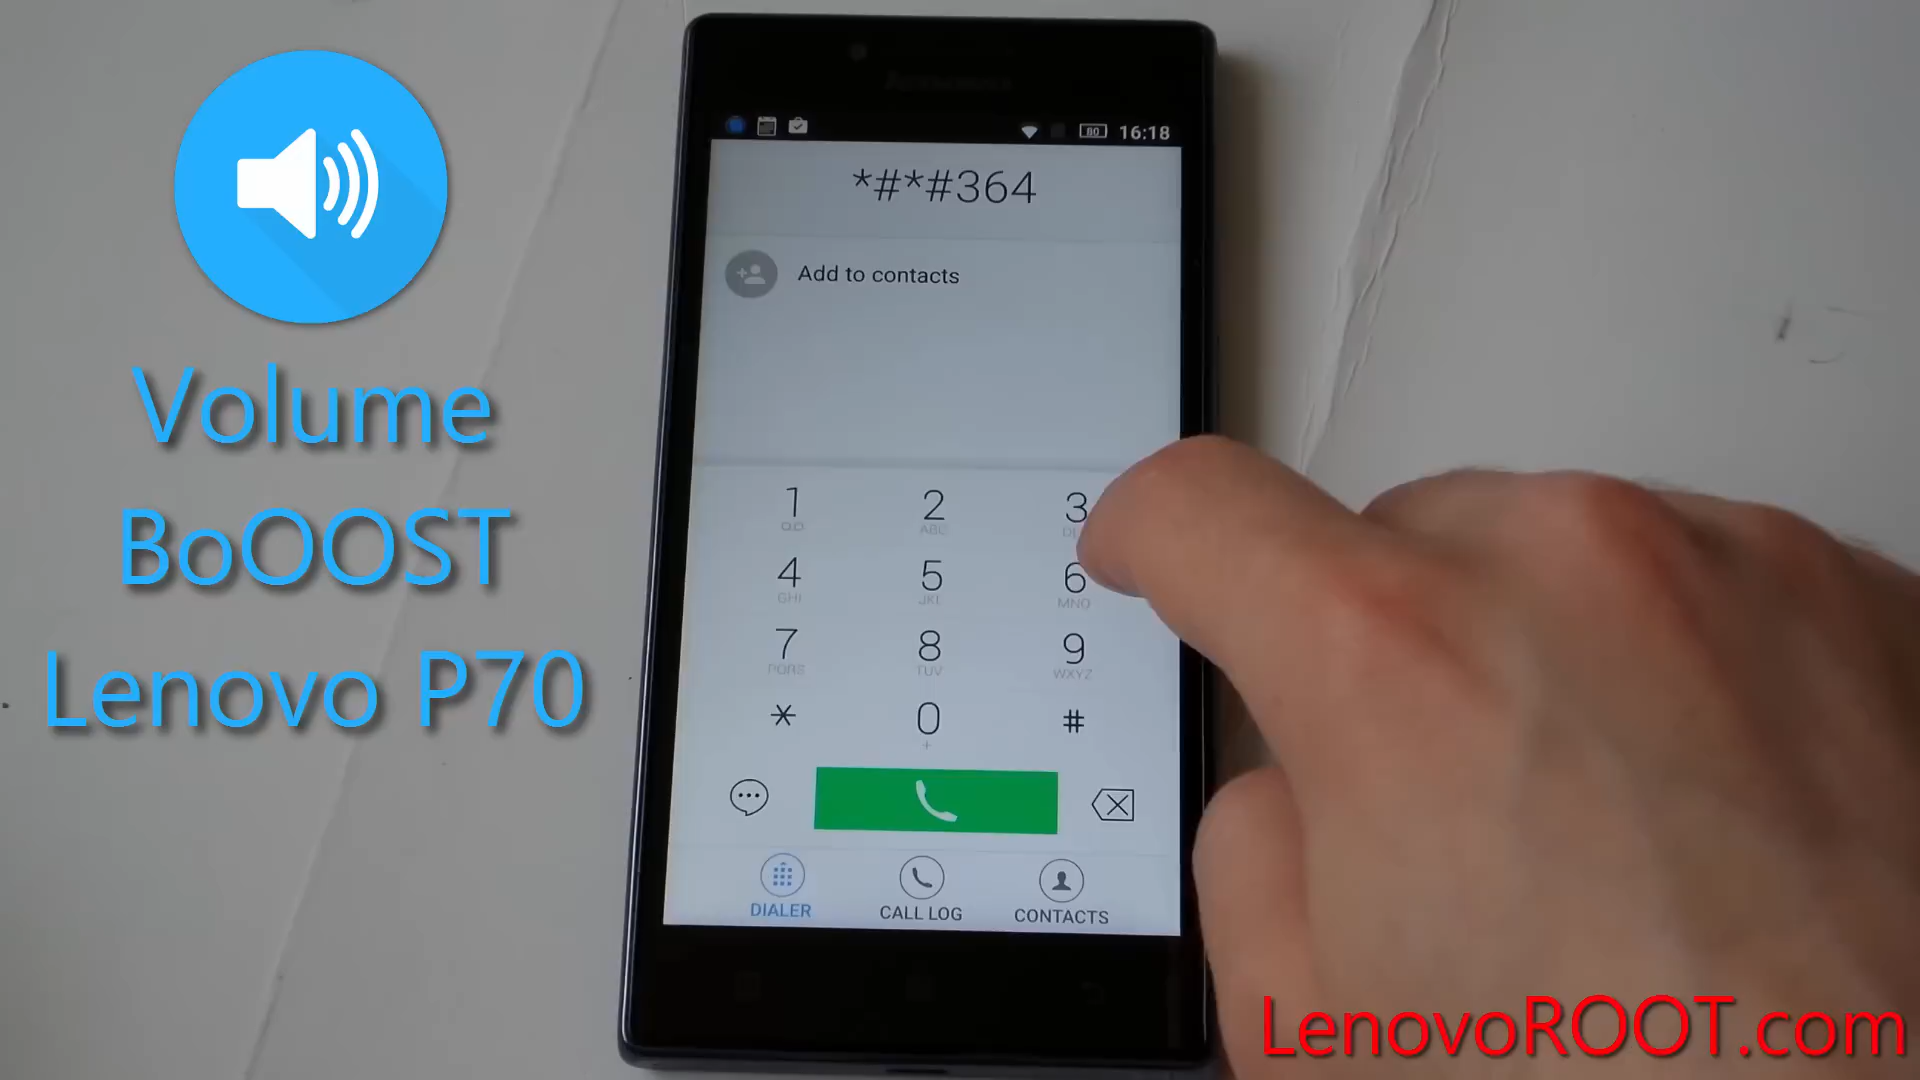 Volume
BoOOST
Lenovo P70
80 16:18
*#*#364
Add to contacts
1 2 3
ABC
4 5 6
GHI JKL MNO
7 8 9
PQRS TUV WXYZ
* 0 #
+
DIALER CALL LOG CONTACTS
LenovoROOT.com